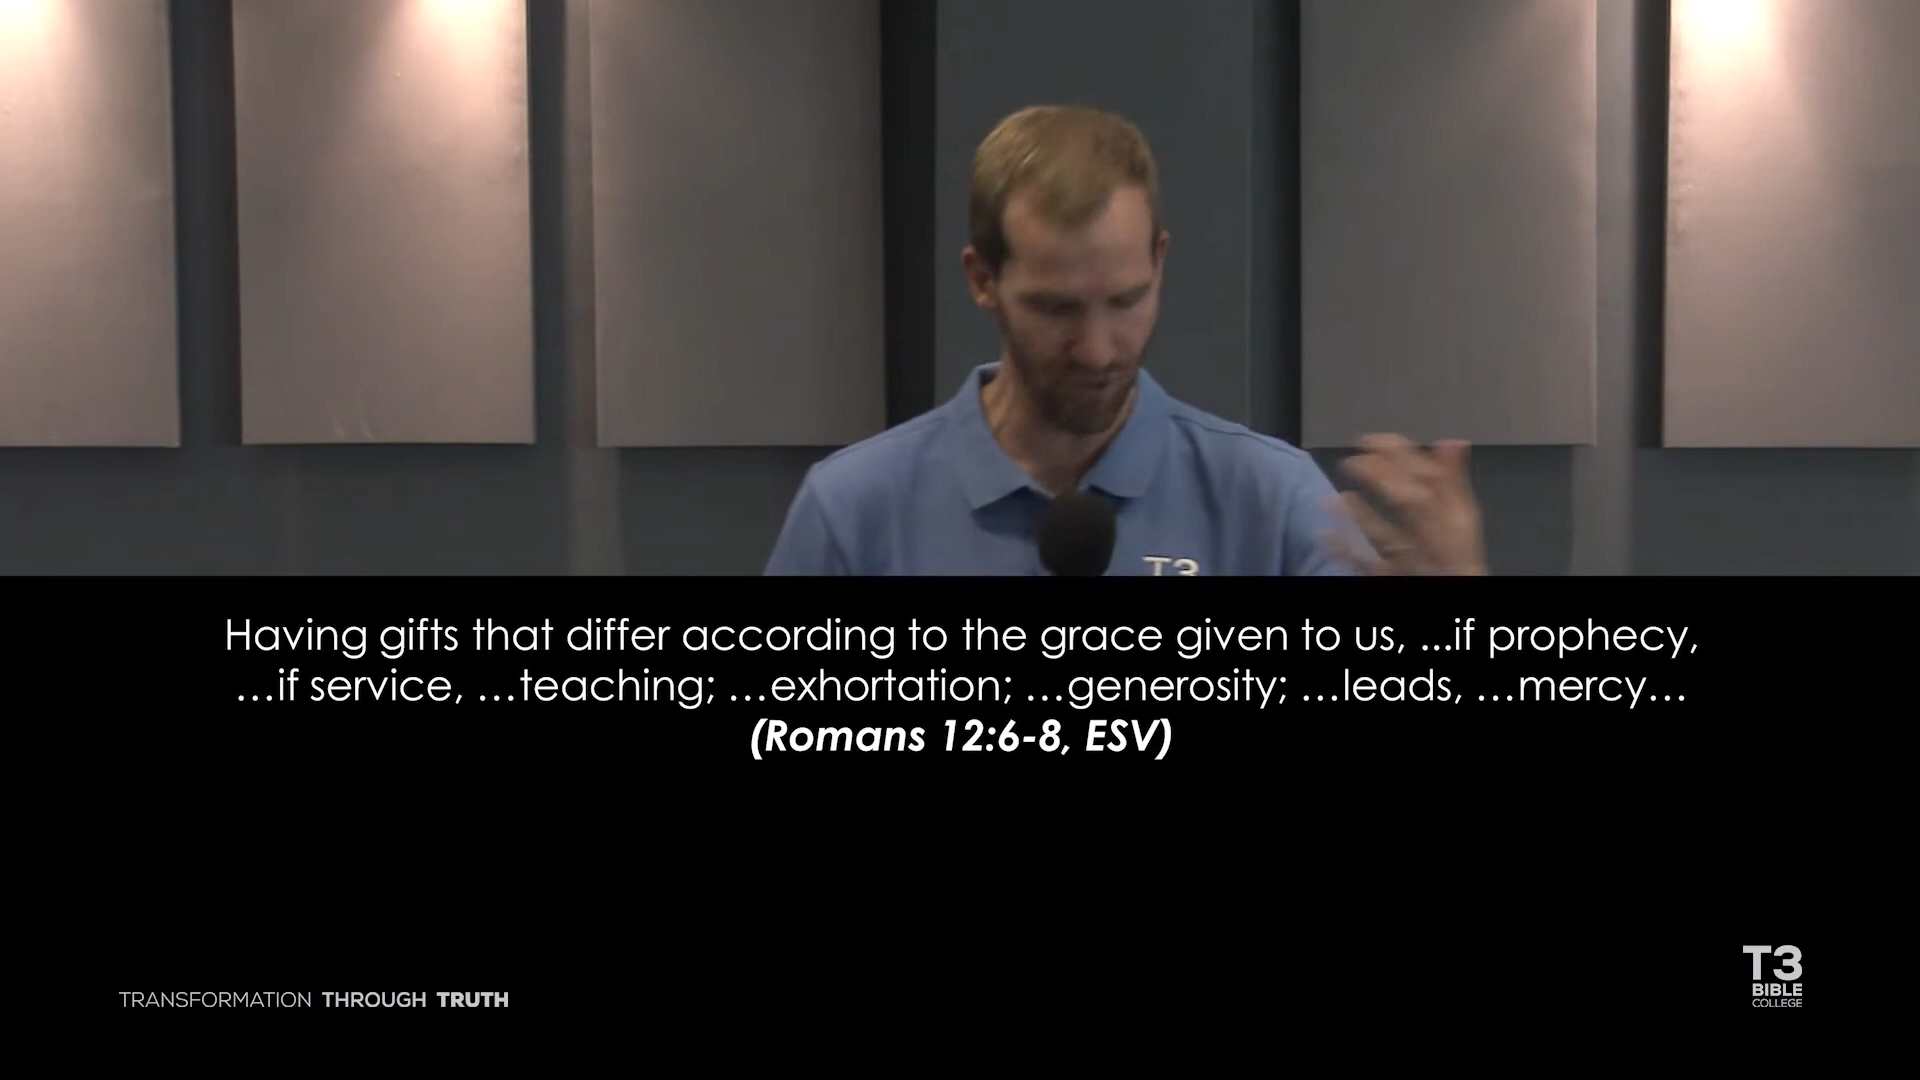 T3
Having gifts that differ according to the grace given to us, ...if prophecy,
…if service, …teaching; …exhortation; …generosity; …leads, …mercy…
(Romans 12:6-8, ESV)
TRANSFORMATION THROUGH TRUTH
T3
BIBLE
COLLEGE